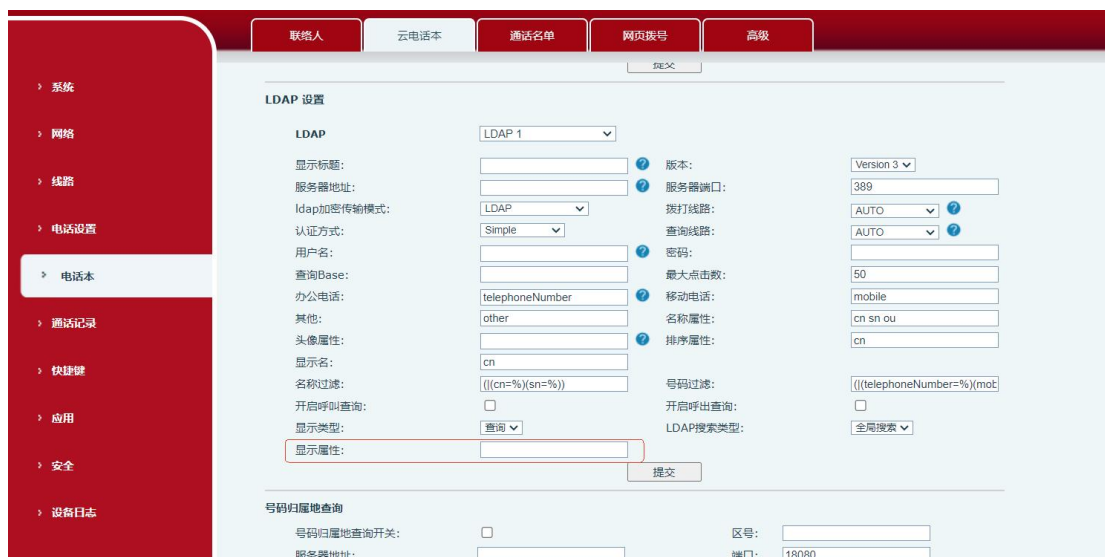 联络人 云电话本 通话名单 网页拨号 高级
提交
› 系统
› 网络
› 线路
› 电话设置
› 电话本
› 通话记录
› 快捷键
› 应用
› 安全
› 设备日志
LDAP 设置
LDAP LDAP 1
显示标题: 版本: Version 3
服务器地址: 服务器端口: 389
ldap加密传输模式: LDAP 拨打线路: AUTO
认证方式: Simple 查询线路: AUTO
用户名: 密码:
查询Base: 最大点击数: 50
办公电话: telephoneNumber 移动电话: mobile
其他: other 名称属性: cn sn ou
头像属性: 排序属性: cn
显示名: cn
名称过滤: (|(cn=%)(sn=%)) 号码过滤: (|(telephoneNumber=%)(mot
开启呼叫查询: 开启呼出查询:
显示类型: 查询 LDAP搜索类型: 全局搜索
显示属性:
提交
号码归属地查询
号码归属地查询开关: 区号:
服务器地址: 端口: 18080